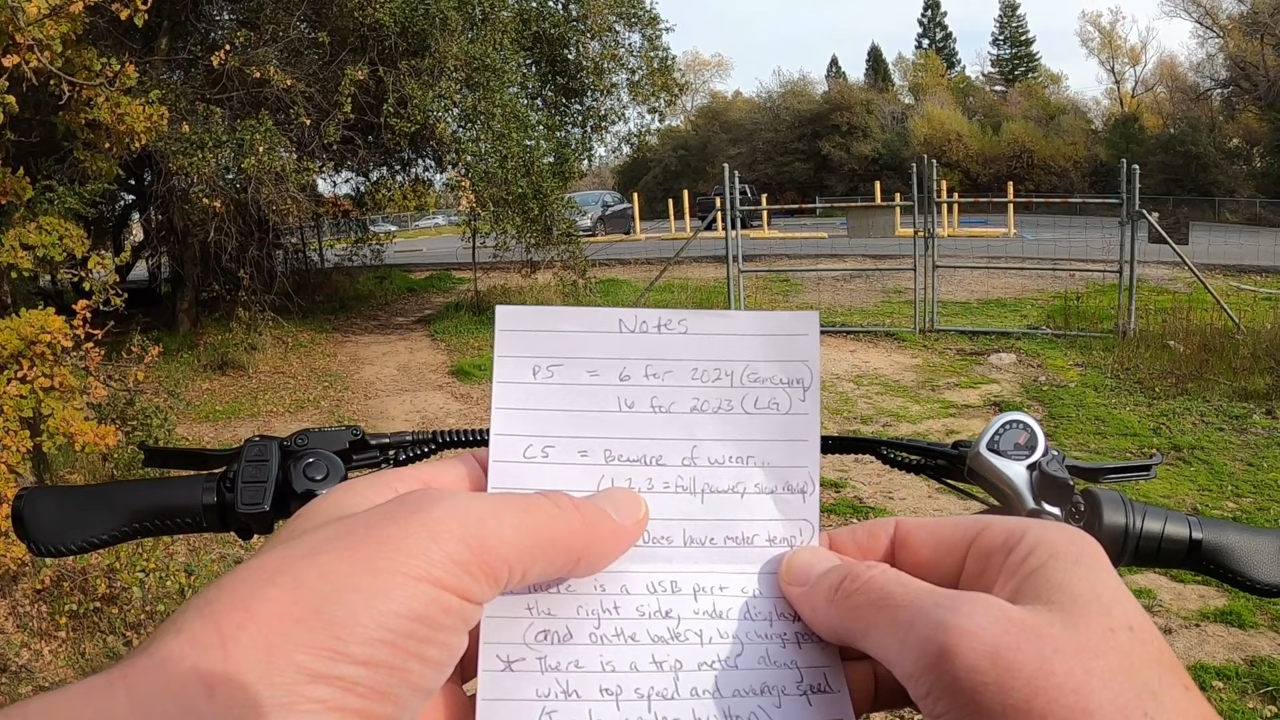 Notes
P5 = 6 for 2024 (Samsung)
16 for 2023 (LG)
C5 = Beware of wear...
(1,2,3 = full power, slow ramp)
Does have motor temp!)
There is a USB port on
the right side, under display,
(and on the battery, by charge port
* There is a trip meter along
with top speed and average speed.